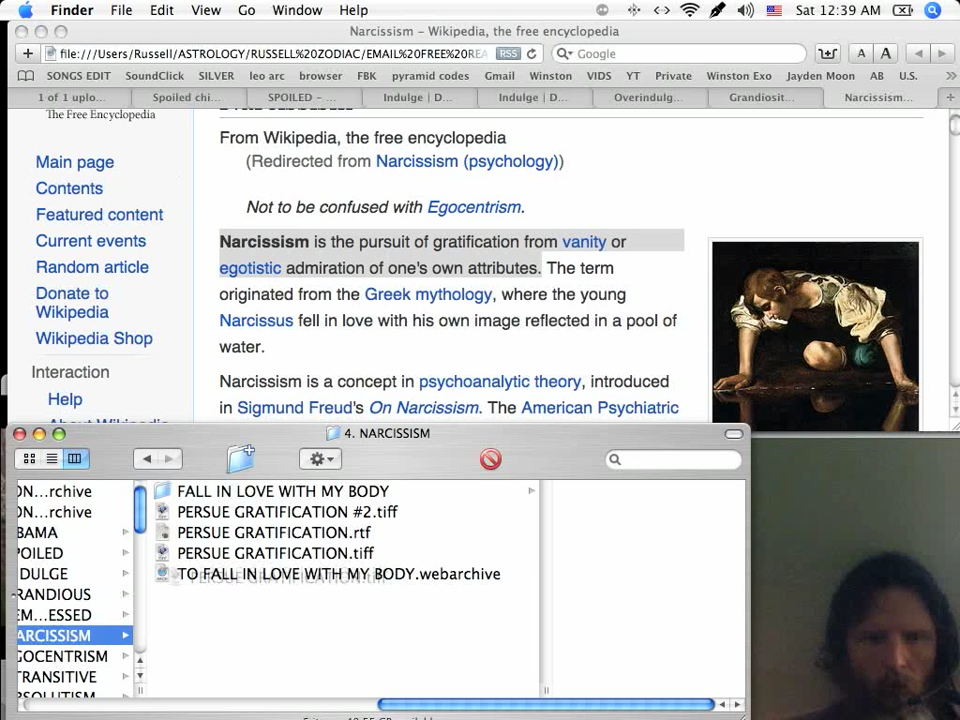 Finder File Edit View Go Window Help Sat 12:39 AM
Narcissism – Wikipedia, the free encyclopedia
file:///Users/Russell/ASTROLOGY/RUSSELL%20ZODIAC/EMAIL%20FREE%20REA RSS Google A A
SONGS EDIT SoundClick SILVER leo arc browser FBK pyramid codes Gmail Winston VIDS YT Private Winston Exo Jayden Moon AB U.S. »
1 of 1 uplo... Spoiled chi... SPOILED – ... Indulge | D... Indulge | D... Overindulg... Grandiosit... Narcissism...
The Free Encyclopedia
From Wikipedia, the free encyclopedia
(Redirected from Narcissism (psychology))
Not to be confused with Egocentrism.
Narcissism is the pursuit of gratification from vanity or
egotistic admiration of one's own attributes. The term
originated from the Greek mythology, where the young
Narcissus fell in love with his own image reflected in a pool of
water.
Narcissism is a concept in psychoanalytic theory, introduced
in Sigmund Freud's On Narcissism. The American Psychiatric
Main page
Contents
Featured content
Current events
Random article
Donate to
Wikipedia
Wikipedia Shop
Interaction
Help
About Wikipedia
4. NARCISSISM
ON...rchive
ON...rchive
BAMA
POILED
DULGE
RANDIOUS
EM...ESSED
ARCISSISM
GOCENTRISM
TRANSITIVE
PSOLUTISM
FALL IN LOVE WITH MY BODY
PERSUE GRATIFICATION #2.tiff
PERSUE GRATIFICATION.rtf
PERSUE GRATIFICATION.tiff
TO FALL IN LOVE WITH MY BODY.webarchive